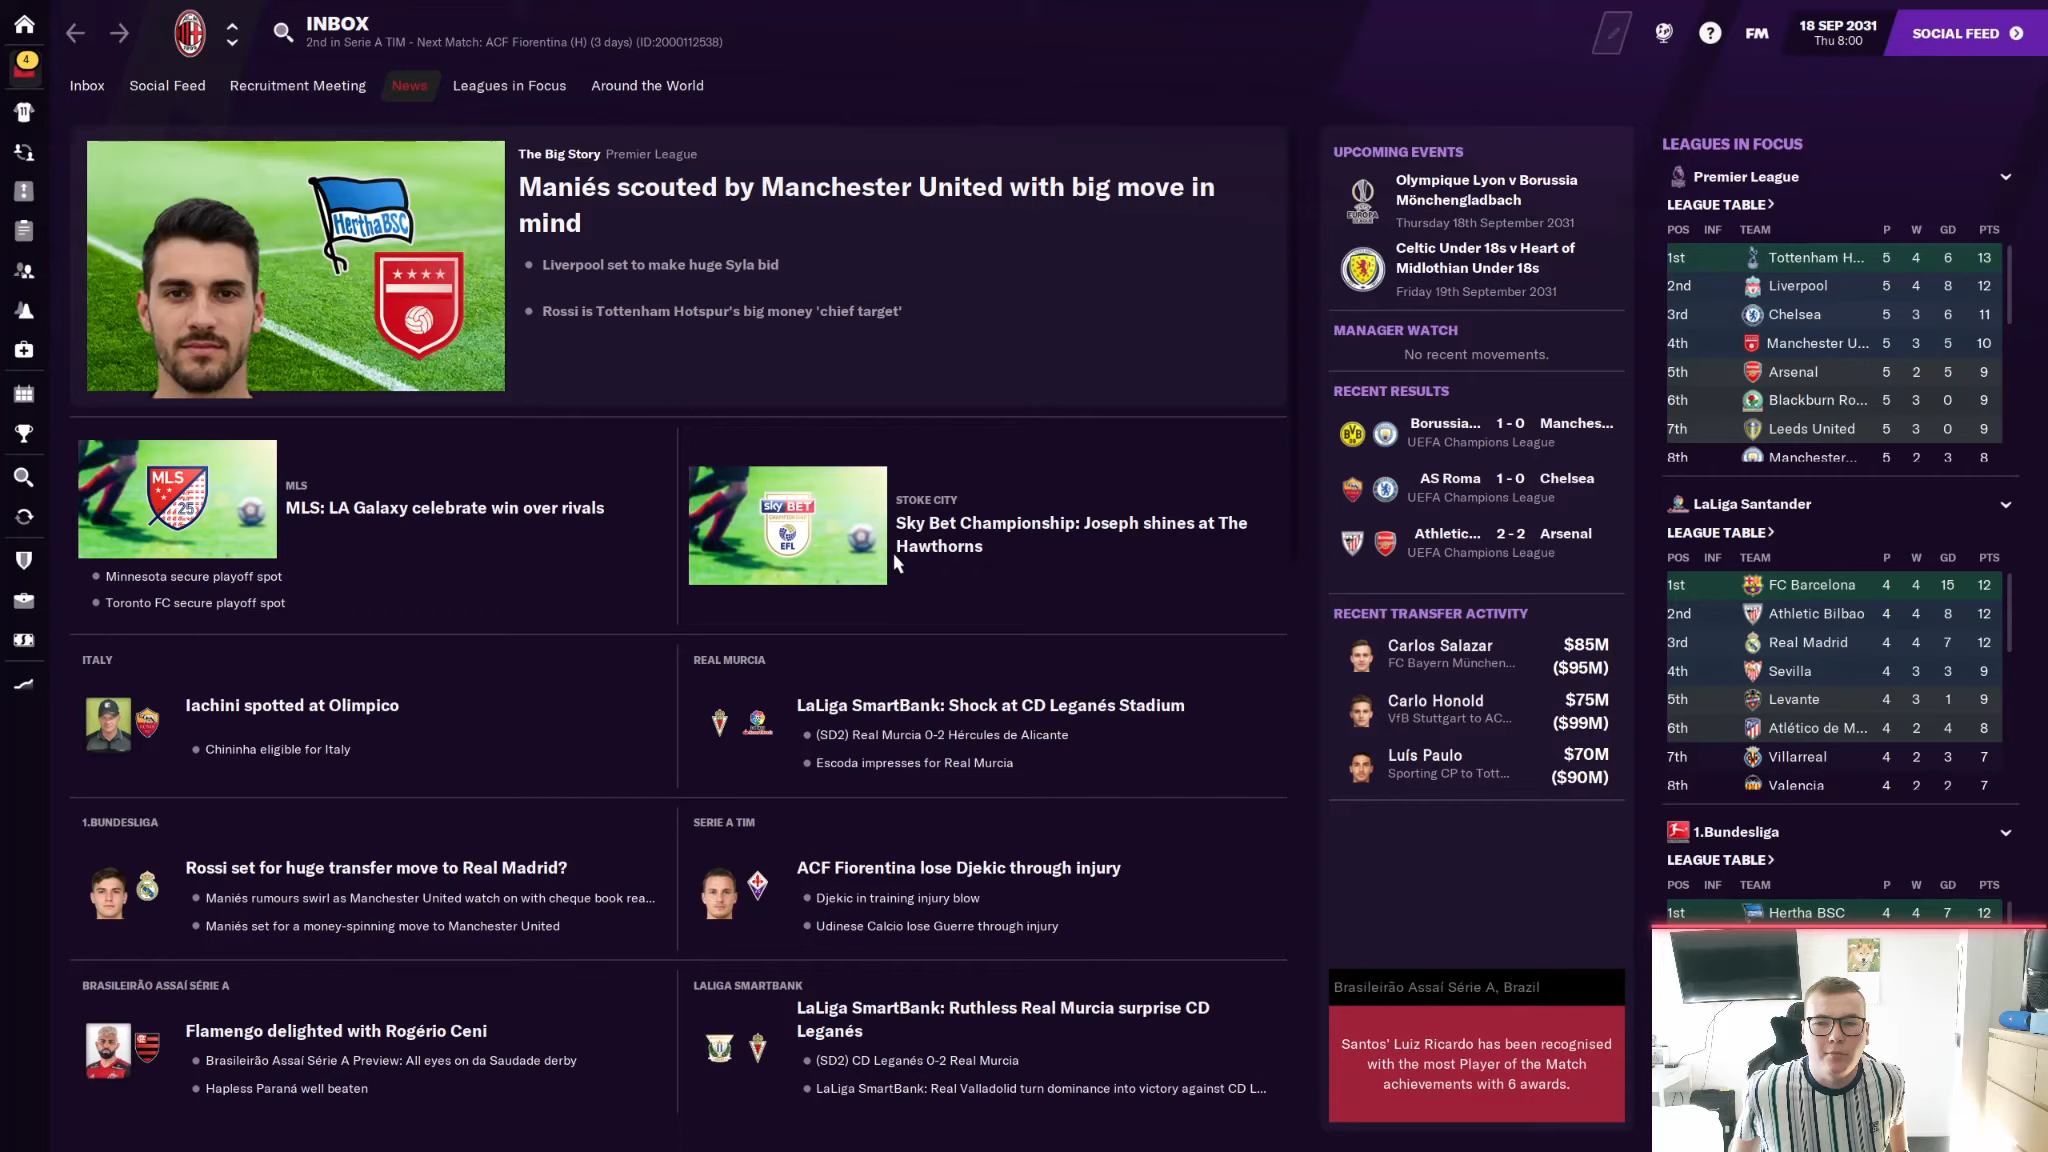 4
INBOX
2nd in Serie A TIM - Next Match: ACF Fiorentina (H) (3 days) (ID:2000112538)
FM
18 SEP 2031
Thu 8:00
SOCIAL FEED
Inbox
Social Feed
Recruitment Meeting
News
Leagues in Focus
Around the World
11
The Big Story Premier League
Maniés scouted by Manchester United with big move in
mind
Liverpool set to make huge Syla bid
Rossi is Tottenham Hotspur's big money 'chief target'
HerthaBSC
MLS
25
MLS
MLS: LA Galaxy celebrate win over rivals
Minnesota secure playoff spot
Toronto FC secure playoff spot
sky BET
EFL
STOKE CITY
Sky Bet Championship: Joseph shines at The
Hawthorns
ITALY
Iachini spotted at Olimpico
Chininha eligible for Italy
REAL MURCIA
LaLiga SmartBank: Shock at CD Leganés Stadium
(SD2) Real Murcia 0-2 Hércules de Alicante
Escoda impresses for Real Murcia
1.BUNDESLIGA
Rossi set for huge transfer move to Real Madrid?
Maniés rumours swirl as Manchester United watch on with cheque book rea...
Maniés set for a money-spinning move to Manchester United
SERIE A TIM
ACF Fiorentina lose Djekic through injury
Djekic in training injury blow
Udinese Calcio lose Guerre through injury
BRASILEIRÃO ASSAÍ SÉRIE A
Flamengo delighted with Rogério Ceni
Brasileirão Assaí Série A Preview: All eyes on da Saudade derby
Hapless Paraná well beaten
LALIGA SMARTBANK
LaLiga SmartBank: Ruthless Real Murcia surprise CD
Leganés
(SD2) CD Leganés 0-2 Real Murcia
LaLiga SmartBank: Real Valladolid turn dominance into victory against CD L...
UPCOMING EVENTS
Olympique Lyon v Borussia
Mönchengladbach
Thursday 18th September 2031
Celtic Under 18s v Heart of
Midlothian Under 18s
Friday 19th September 2031
MANAGER WATCH
No recent movements.
RECENT RESULTS
Borussia... 1 - 0 Manches...
UEFA Champions League
AS Roma 1 - 0 Chelsea
UEFA Champions League
Athletic... 2 - 2 Arsenal
UEFA Champions League
RECENT TRANSFER ACTIVITY
Carlos Salazar $85M
FC Bayern München... ($95M)
Carlo Honold $75M
VfB Stuttgart to AC... ($99M)
Luís Paulo $70M
Sporting CP to Tott... ($90M)
Brasileirão Assaí Série A, Brazil
Santos' Luiz Ricardo has been recognised
with the most Player of the Match
achievements with 6 awards.
LEAGUES IN FOCUS
Premier League
LEAGUE TABLE
POS INF TEAM P W GD PTS
1st Tottenham H... 5 4 6 13
2nd Liverpool 5 4 8 12
3rd Chelsea 5 3 6 11
4th Manchester U... 5 3 5 10
5th Arsenal 5 2 5 9
6th Blackburn Ro... 5 3 0 9
7th Leeds United 5 3 0 9
8th Manchester... 5 2 3 8
LaLiga Santander
LEAGUE TABLE
POS INF TEAM P W GD PTS
1st FC Barcelona 4 4 15 12
2nd Athletic Bilbao 4 4 8 12
3rd Real Madrid 4 4 7 12
4th Sevilla 4 3 3 9
5th Levante 4 3 1 9
6th Atlético de M... 4 2 4 8
7th Villarreal 4 2 3 7
8th Valencia 4 2 2 7
1.Bundesliga
LEAGUE TABLE
POS INF TEAM P W GD PTS
1st Hertha BSC 4 4 7 12